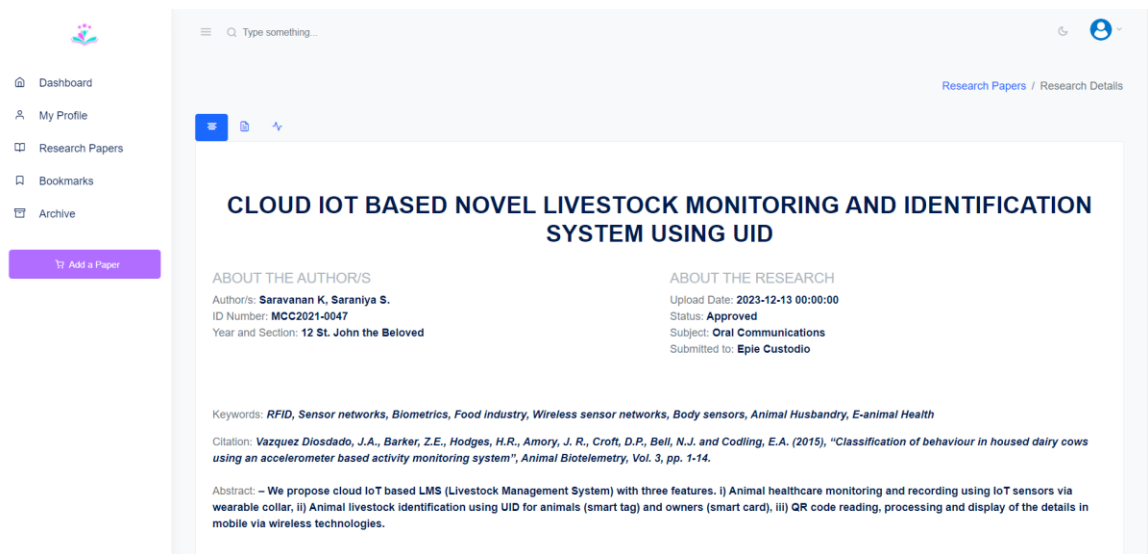 Type something...
Dashboard
My Profile
Research Papers
Bookmarks
Archive
Add a Paper
Research Papers / Research Details
CLOUD IOT BASED NOVEL LIVESTOCK MONITORING AND IDENTIFICATION
SYSTEM USING UID
ABOUT THE AUTHOR/S
Author/s: Saravanan K, Saraniya S.
ID Number: MCC2021-0047
Year and Section: 12 St. John the Beloved
ABOUT THE RESEARCH
Upload Date: 2023-12-13 00:00:00
Status: Approved
Subject: Oral Communications
Submitted to: Epie Custodio
Keywords: RFID, Sensor networks, Biometrics, Food industry, Wireless sensor networks, Body sensors, Animal Husbandry, E-animal Health
Citation: Vazquez Diosdado, J.A., Barker, Z.E., Hodges, H.R., Amory, J. R., Croft, D.P., Bell, N.J. and Codling, E.A. (2015), “Classification of behaviour in housed dairy cows
using an accelerometer based activity monitoring system”, Animal Biotelemetry, Vol. 3, pp. 1-14.
Abstract: – We propose cloud IoT based LMS (Livestock Management System) with three features. i) Animal healthcare monitoring and recording using IoT sensors via
wearable collar, ii) Animal livestock identification using UID for animals (smart tag) and owners (smart card), iii) QR code reading, processing and display of the details in
mobile via wireless technologies.